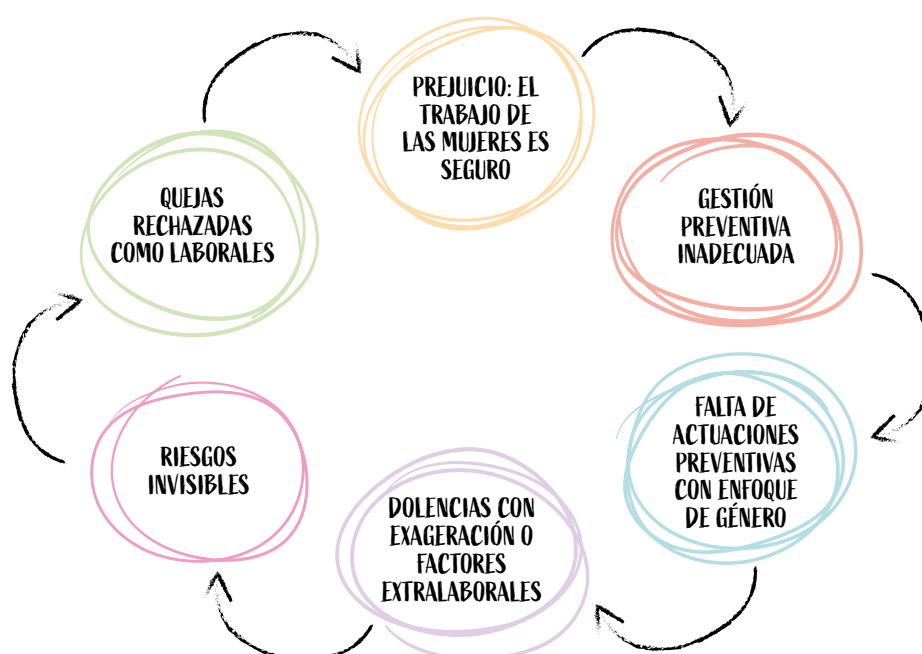 PREJUICIO: EL
TRABAJO DE
LAS MUJERES ES
SEGURO
GESTIÓN
PREVENTIVA
INADECUADA
FALTA DE
ACTUACIONES
PREVENTIVAS
CON ENFOQUE
DE GÉNERO
DOLENCIAS CON
EXAGERACIÓN O
FACTORES
EXTRALABORALES
RIESGOS
INVISIBLES
QUEJAS
RECHAZADAS
COMO LABORALES